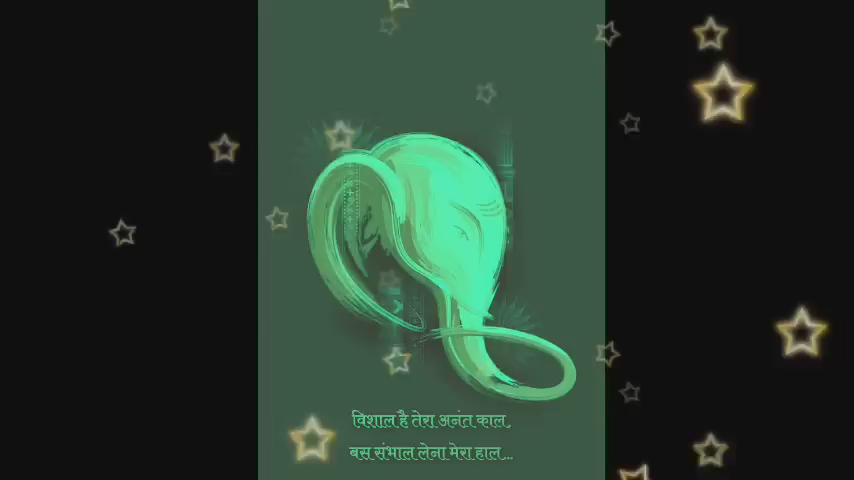 विशाल है तेरा अनंत काल.
बस संभाल लेना मेरा हाल ...